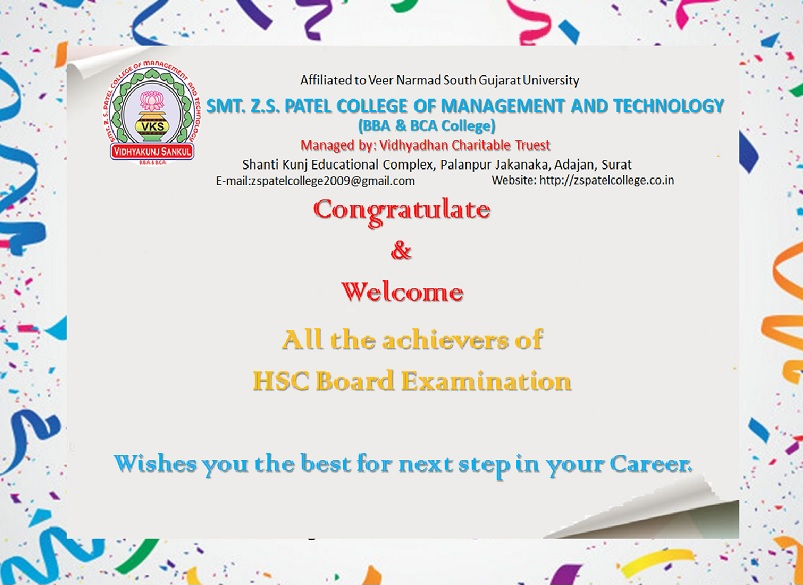 Affiliated to Veer Narmad South Gujarat University
SMT. Z.S. PATEL COLLEGE OF MANAGEMENT AND TECHNOLOGY
(BBA & BCA College)
Managed by: Vidhyadhan Charitable Truest
Shanti Kunj Educational Complex, Palanpur Jakanaka, Adajan, Surat
E-mail:zspatelcollege2009@gmail.com Website: http://zspatelcollege.co.in
SMT. Z. S. PATEL COLLEGE OF MANAGEMENT AND TECHNOLOGY
VKS
VIDHYAKUNJ SANKUL
BBA & BCA
Congratulate
&
Welcome
All the achievers of
HSC Board Examination
Wishes you the best for next step in your Career.